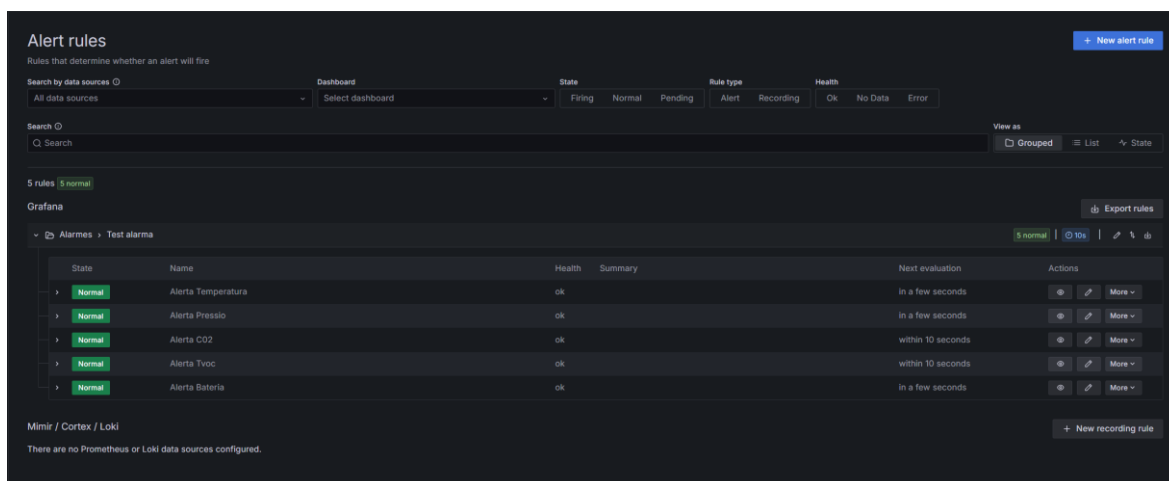 Alert rules
+ New alert rule
Rules that determine whether an alert will fire
Search by data sources Dashboard State Rule type Health
All data sources Select dashboard Firing Normal Pending Alert Recording Ok No Data Error
Search View as
Search Grouped List State
5 rules 5 normal
Grafana
Export rules
Alarmes > Test alarma 5 normal | 10s |
State Name Health Summary Next evaluation Actions
Normal Alerta Temperatura ok in a few seconds More
Normal Alerta Pressio ok in a few seconds More
Normal Alerta C02 ok within 10 seconds More
Normal Alerta Tvoc ok within 10 seconds More
Normal Alerta Bateria ok in a few seconds More
Mimir / Cortex / Loki
+ New recording rule
There are no Prometheus or Loki data sources configured.